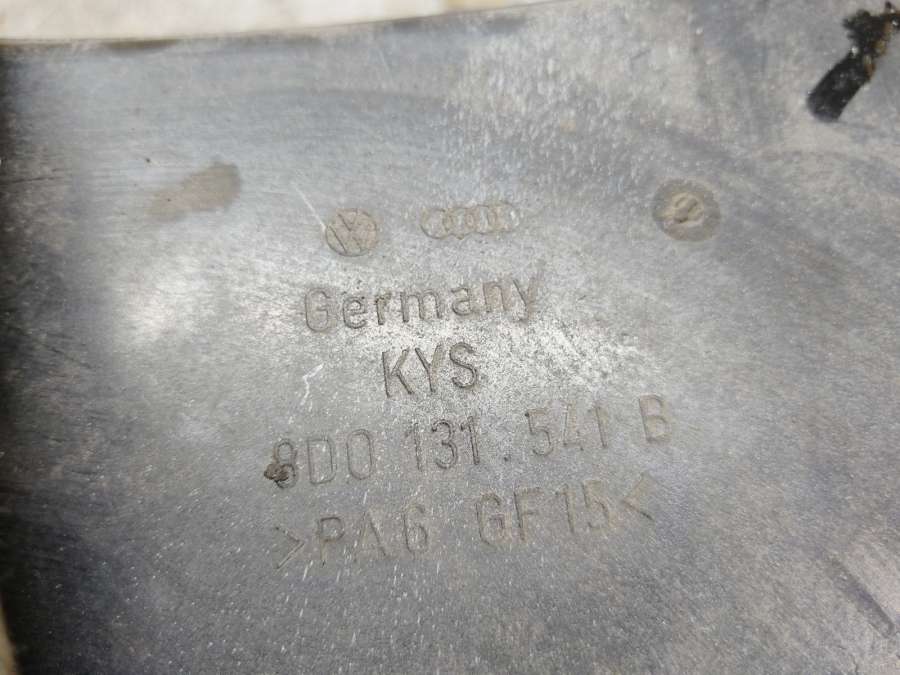 Germany
KYS
8D0 131.541 B
>PA6 GF15<